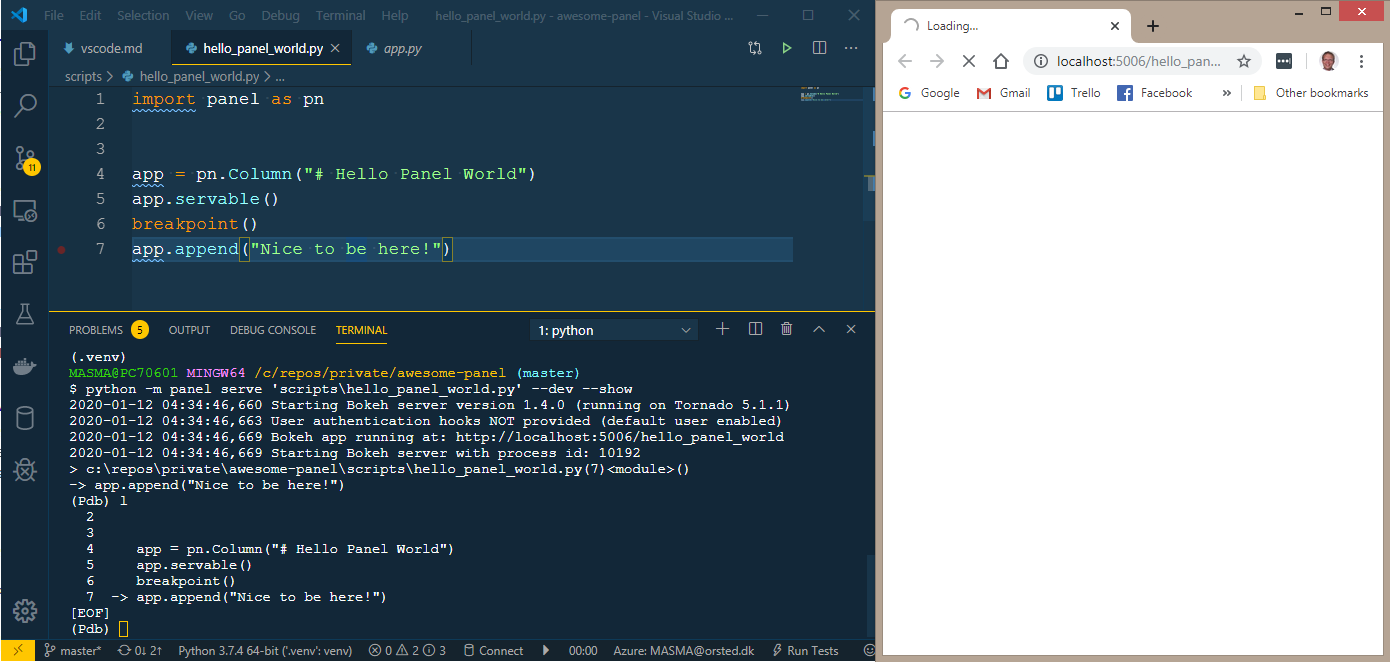 File Edit Selection View Go Debug Terminal Help hello_panel_world.py - awesome-panel - Visual Studio ...
vscode.md hello_panel_world.py app.py
scripts > hello_panel_world.py > ...
1 import panel as pn
2
3
4 app = pn.Column("# Hello Panel World")
5 app.servable()
6 breakpoint()
7 app.append("Nice to be here!")
11
PROBLEMS 5 OUTPUT DEBUG CONSOLE TERMINAL 1: python
(.venv)
MASMA@PC70601 MINGW64 /c/repos/private/awesome-panel (master)
$ python -m panel serve 'scripts\hello_panel_world.py' --dev --show
2020-01-12 04:34:46,660 Starting Bokeh server version 1.4.0 (running on Tornado 5.1.1)
2020-01-12 04:34:46,663 User authentication hooks NOT provided (default user enabled)
2020-01-12 04:34:46,669 Bokeh app running at: http://localhost:5006/hello_panel_world
2020-01-12 04:34:46,669 Starting Bokeh server with process id: 10192
> c:\repos\private\awesome-panel\scripts\hello_panel_world.py(7)<module>()
-> app.append("Nice to be here!")
(Pdb) l
2
3
4 app = pn.Column("# Hello Panel World")
5 app.servable()
6 breakpoint()
7 -> app.append("Nice to be here!")
[EOF]
(Pdb)
master* 0↓ 2↑ Python 3.7.4 64-bit ('.venv': venv) 0 2 3 Connect 00:00 Azure: MASMA@orsted.dk Run Tests
Loading...
localhost:5006/hello_pan...
Google Gmail Trello Facebook » Other bookmarks